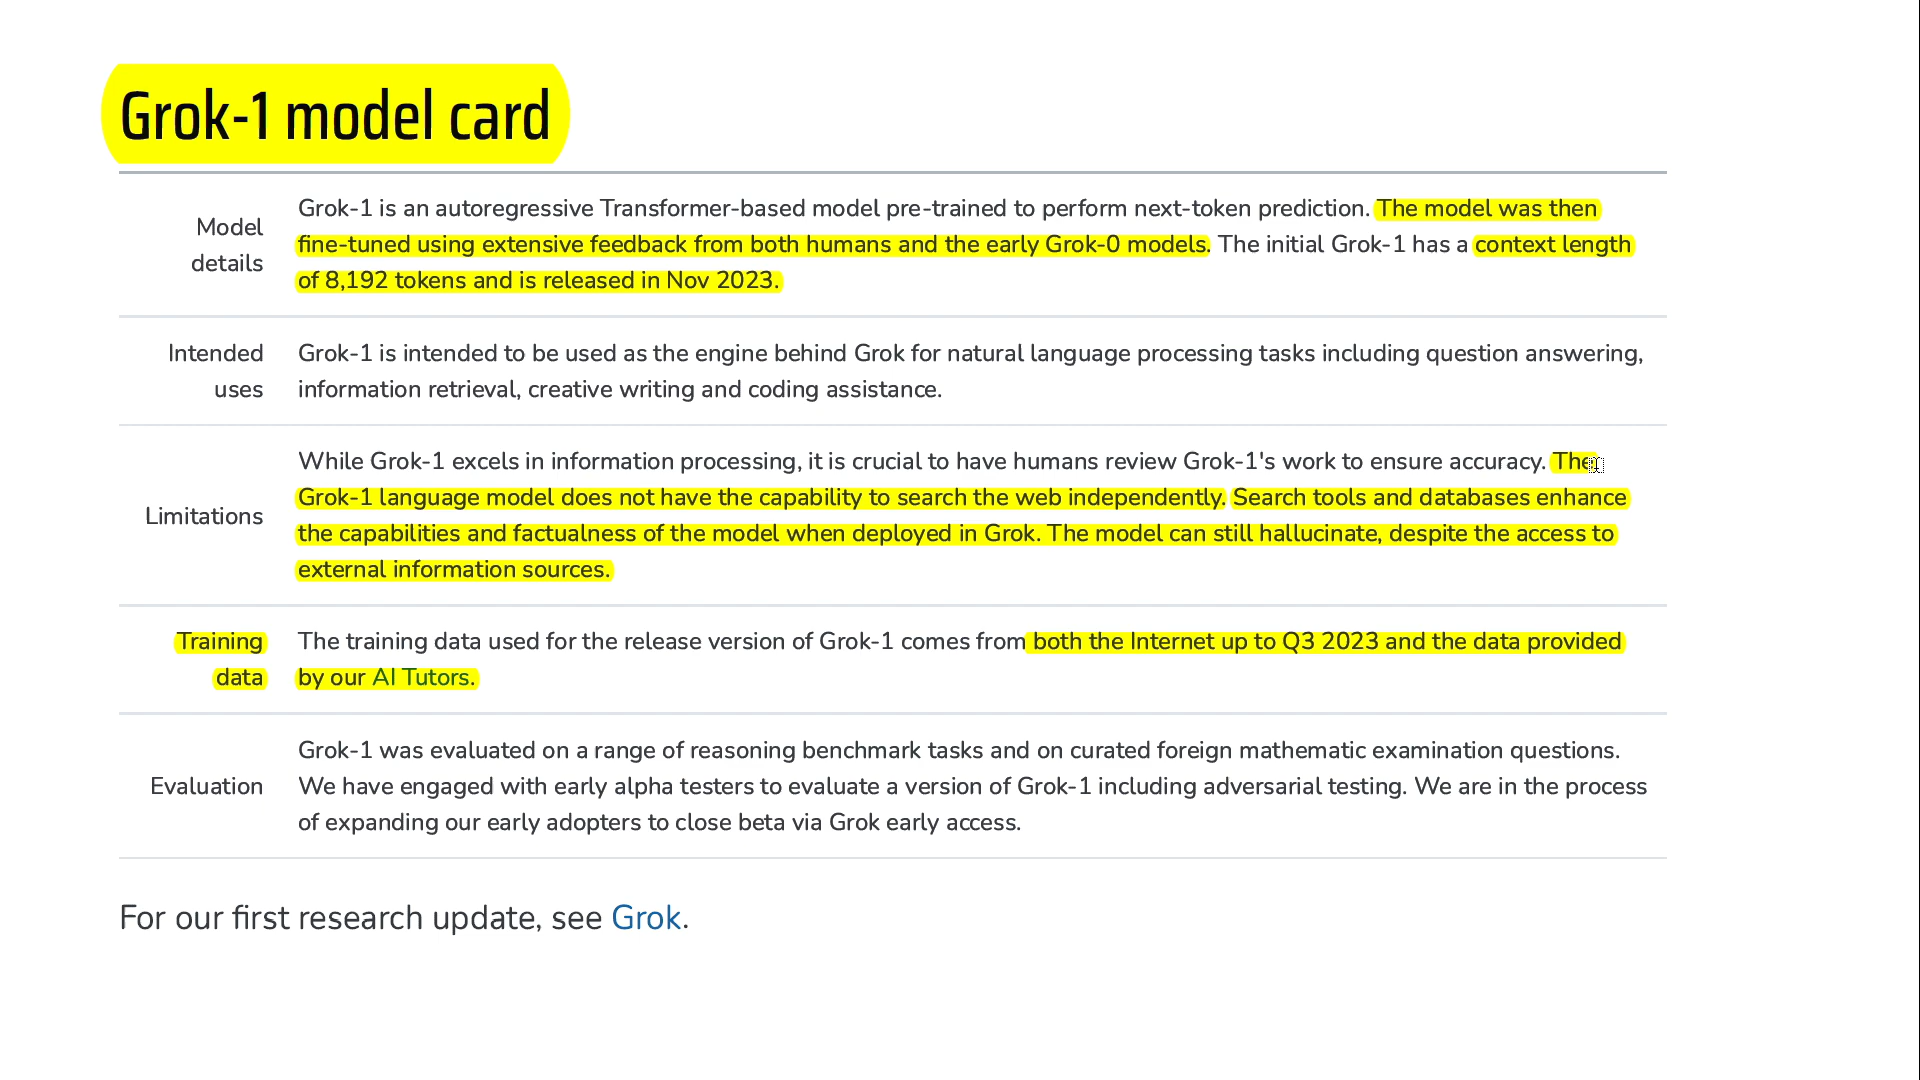 Grok-1 model card
Model
details
Grok-1 is an autoregressive Transformer-based model pre-trained to perform next-token prediction. The model was then
fine-tuned using extensive feedback from both humans and the early Grok-0 models. The initial Grok-1 has a context length
of 8,192 tokens and is released in Nov 2023.
Intended
uses
Grok-1 is intended to be used as the engine behind Grok for natural language processing tasks including question answering,
information retrieval, creative writing and coding assistance.
Limitations
While Grok-1 excels in information processing, it is crucial to have humans review Grok-1's work to ensure accuracy. The
Grok-1 language model does not have the capability to search the web independently. Search tools and databases enhance
the capabilities and factualness of the model when deployed in Grok. The model can still hallucinate, despite the access to
external information sources.
Training
data
The training data used for the release version of Grok-1 comes from both the Internet up to Q3 2023 and the data provided
by our AI Tutors.
Evaluation
Grok-1 was evaluated on a range of reasoning benchmark tasks and on curated foreign mathematic examination questions.
We have engaged with early alpha testers to evaluate a version of Grok-1 including adversarial testing. We are in the process
of expanding our early adopters to close beta via Grok early access.
For our first research update, see Grok.